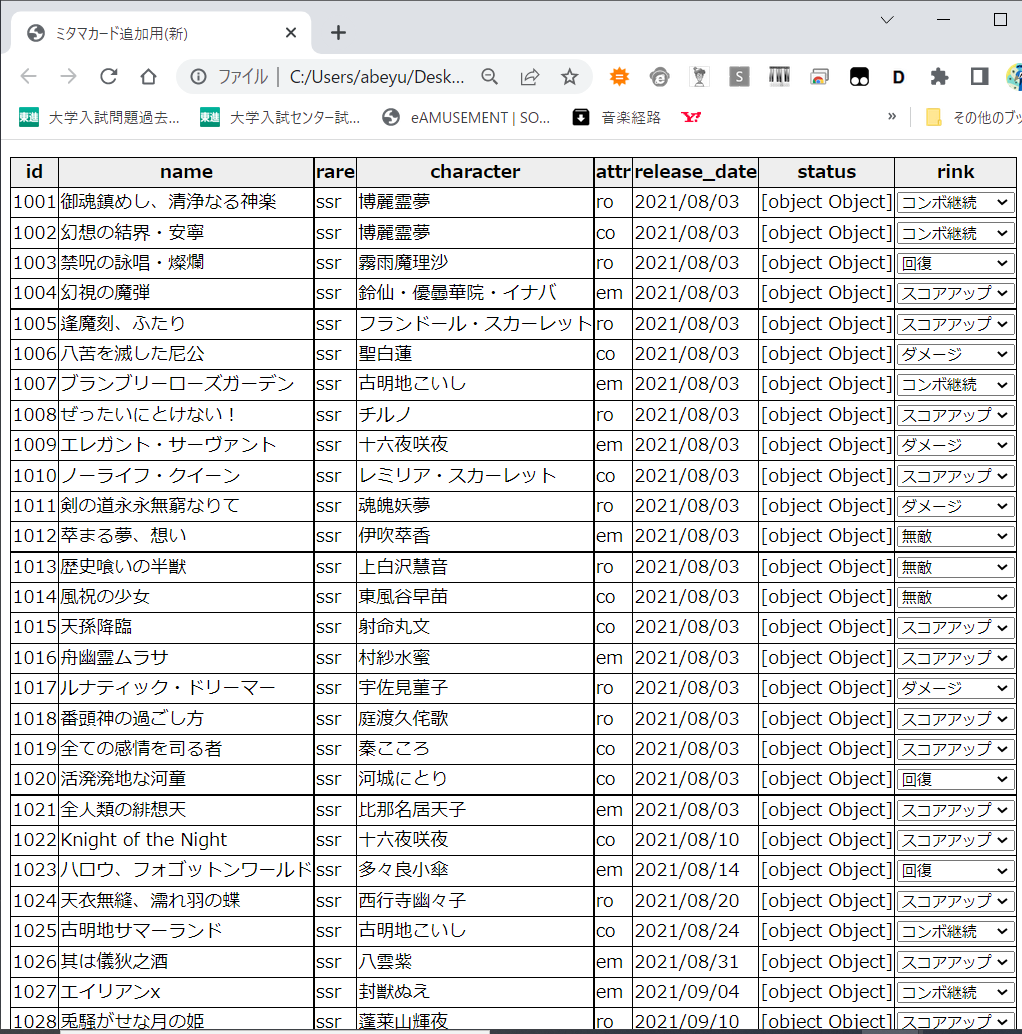 ミタマカード追加用(新)
ファイル | C:/Users/abeyu/Desk...
東進 大学入試問題過去... 東進 大学入試センター試... eAMUSEMENT | SO... 音楽経路 Y! » その他のブッ
id name rare character attr release_date status rink
1001 御魂鎮めし、清浄なる神楽 ssr 博麗霊夢 ro 2021/08/03 [object Object] コンボ継続
1002 幻想の結界・安寧 ssr 博麗霊夢 co 2021/08/03 [object Object] コンボ継続
1003 禁呪の詠唱・燦爛 ssr 霧雨魔理沙 ro 2021/08/03 [object Object] 回復
1004 幻視の魔弾 ssr 鈴仙・優曇華院・イナバ em 2021/08/03 [object Object] スコアアップ
1005 逢魔刻、ふたり ssr フランドール・スカーレット ro 2021/08/03 [object Object] スコアアップ
1006 八苦を滅した尼公 ssr 聖白蓮 co 2021/08/03 [object Object] ダメージ
1007 ブランブリーローズガーデン ssr 古明地こいし em 2021/08/03 [object Object] コンボ継続
1008 ぜったいにとけない！ ssr チルノ ro 2021/08/03 [object Object] スコアアップ
1009 エレガント・サーヴァント ssr 十六夜咲夜 em 2021/08/03 [object Object] ダメージ
1010 ノーライフ・クイーン ssr レミリア・スカーレット co 2021/08/03 [object Object] スコアアップ
1011 剣の道永永無窮なりて ssr 魂魄妖夢 ro 2021/08/03 [object Object] ダメージ
1012 萃まる夢、想い ssr 伊吹萃香 em 2021/08/03 [object Object] 無敵
1013 歴史喰いの半獣 ssr 上白沢慧音 ro 2021/08/03 [object Object] 無敵
1014 風祝の少女 ssr 東風谷早苗 co 2021/08/03 [object Object] 無敵
1015 天孫降臨 ssr 射命丸文 co 2021/08/03 [object Object] スコアアップ
1016 舟幽霊ムラサ ssr 村紗水蜜 em 2021/08/03 [object Object] スコアアップ
1017 ルナティック・ドリーマー ssr 宇佐見菫子 ro 2021/08/03 [object Object] ダメージ
1018 番頭神の過ごし方 ssr 庭渡久侘歌 ro 2021/08/03 [object Object] スコアアップ
1019 全ての感情を司る者 ssr 秦こころ co 2021/08/03 [object Object] スコアアップ
1020 活溌溌地な河童 ssr 河城にとり co 2021/08/03 [object Object] 回復
1021 全人類の緋想天 ssr 比那名居天子 em 2021/08/03 [object Object] スコアアップ
1022 Knight of the Night ssr 十六夜咲夜 co 2021/08/10 [object Object] スコアアップ
1023 ハロウ、フォゴットンワールド ssr 多々良小傘 em 2021/08/14 [object Object] 回復
1024 天衣無縫、濡れ羽の蝶 ssr 西行寺幽々子 ro 2021/08/20 [object Object] スコアアップ
1025 古明地サマーランド ssr 古明地こいし co 2021/08/24 [object Object] コンボ継続
1026 其は儀狄之酒 ssr 八雲紫 em 2021/08/31 [object Object] スコアアップ
1027 エイリアンx ssr 封獣ぬえ em 2021/09/04 [object Object] コンボ継続
1028 兎騒がせな月の姫 ssr 蓬莱山輝夜 ro 2021/09/10 [object Object] スコアアップ